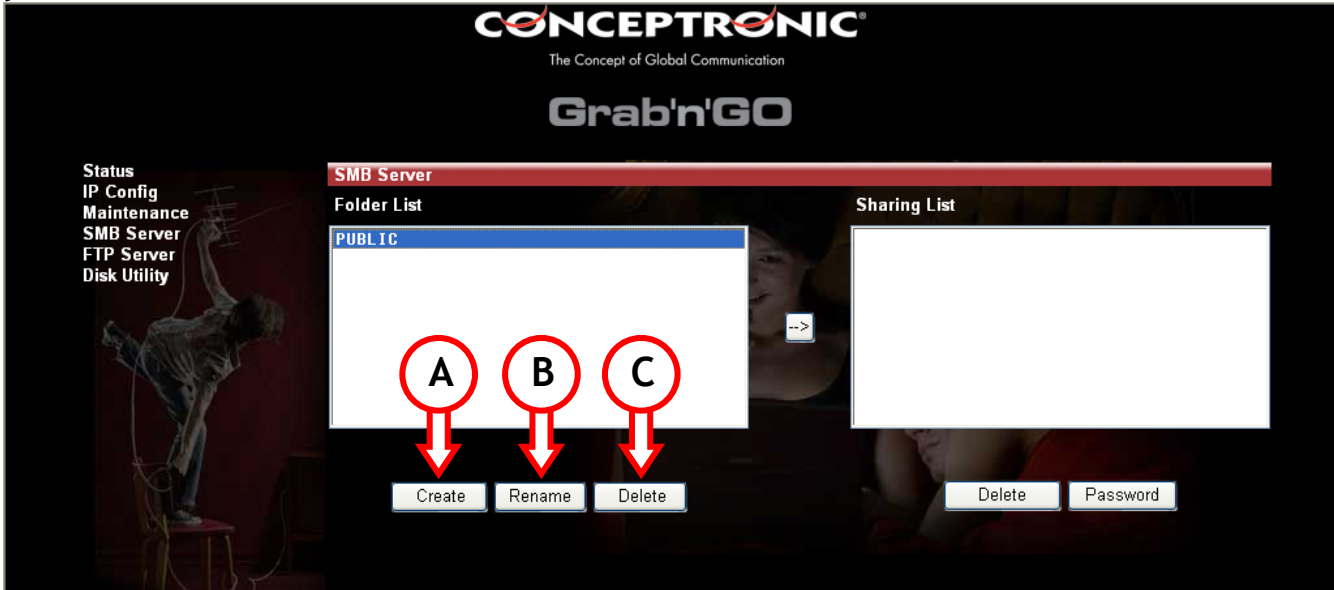 CONCEPTRONIC®
The Concept of Global Communication
Grab'n'GO
Status
IP Config
Maintenance
SMB Server
FTP Server
Disk Utility
SMB Server
Folder List
Sharing List
PUBLIC
-->
A B C
Create Rename Delete
Delete Password